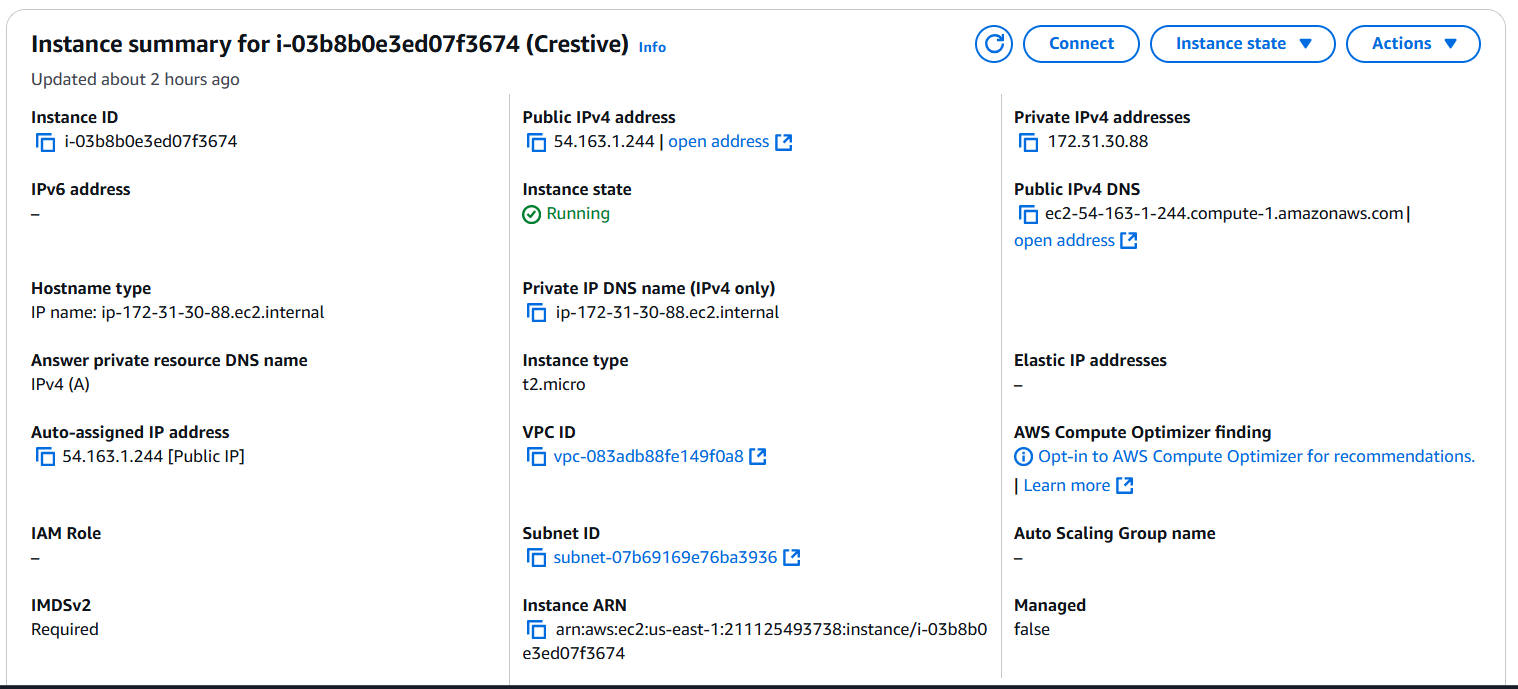 Instance summary for i-03b8b0e3ed07f3674 (Crestive) Info
Connect
Instance state
Actions
Updated about 2 hours ago
Instance ID
i-03b8b0e3ed07f3674
Public IPv4 address
54.163.1.244 | open address
Private IPv4 addresses
172.31.30.88
IPv6 address
–
Instance state
Running
Public IPv4 DNS
ec2-54-163-1-244.compute-1.amazonaws.com |
open address
Hostname type
IP name: ip-172-31-30-88.ec2.internal
Private IP DNS name (IPv4 only)
ip-172-31-30-88.ec2.internal
Answer private resource DNS name
IPv4 (A)
Instance type
t2.micro
Elastic IP addresses
–
Auto-assigned IP address
54.163.1.244 [Public IP]
VPC ID
vpc-083adb88fe149f0a8
AWS Compute Optimizer finding
Opt-in to AWS Compute Optimizer for recommendations.
| Learn more
IAM Role
–
Subnet ID
subnet-07b69169e76ba3936
Auto Scaling Group name
–
IMDSv2
Required
Instance ARN
arn:aws:ec2:us-east-1:211125493738:instance/i-03b8b0
e3ed07f3674
Managed
false